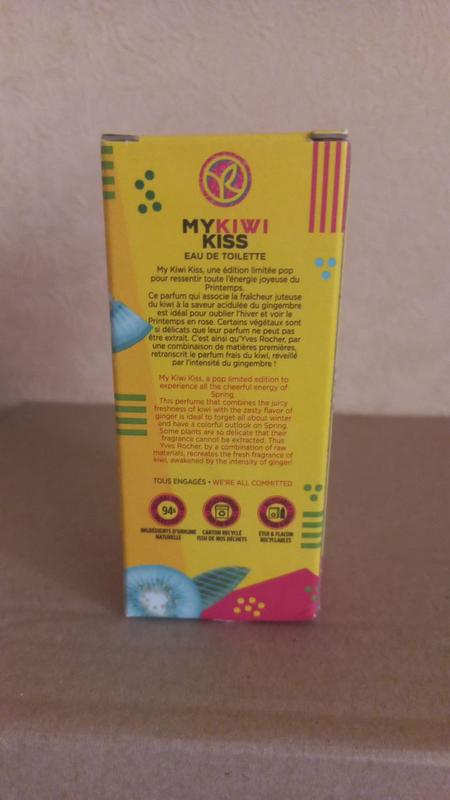 MY KIWI
KISS
EAU DE TOILETTE
My Kiwi Kiss, une édition limitée pop
pour ressentir toute l'énergie joyeuse du
Printemps.
Ce parfum qui associe la fraîcheur juteuse
du kiwi à la saveur acidulée du gingembre
est idéal pour oublier l'hiver et voir le
Printemps en rose. Certains végétaux sont
si délicats que leur parfum ne peut pas
être extrait. C'est ainsi qu'Yves Rocher, par
une combinaison de matières premières,
retranscrit le parfum frais du kiwi, réveillé
par l'intensité du gingembre !
My Kiwi Kiss, a pop limited edition to
experience all the cheerful energy of
Spring.
This perfume that combines the juicy
freshness of kiwi with the zesty flavor of
ginger is ideal to forget all about winter
and have a colorful outlook on Spring.
Some plants are so delicate that their
fragrance cannot be extracted. Thus
Yves Rocher, by a combination of raw
materials, recreates the fresh fragrance of
kiwi, awakened by the intensity of ginger!
TOUS ENGAGÉS • WE'RE ALL COMMITTED
94%
INGRÉDIENTS D'ORIGINE
NATURELLE
CARTON RECYCLÉ
ISSU DE NOS DÉCHETS
ÉTUI & FLACON
RECYCLABLES